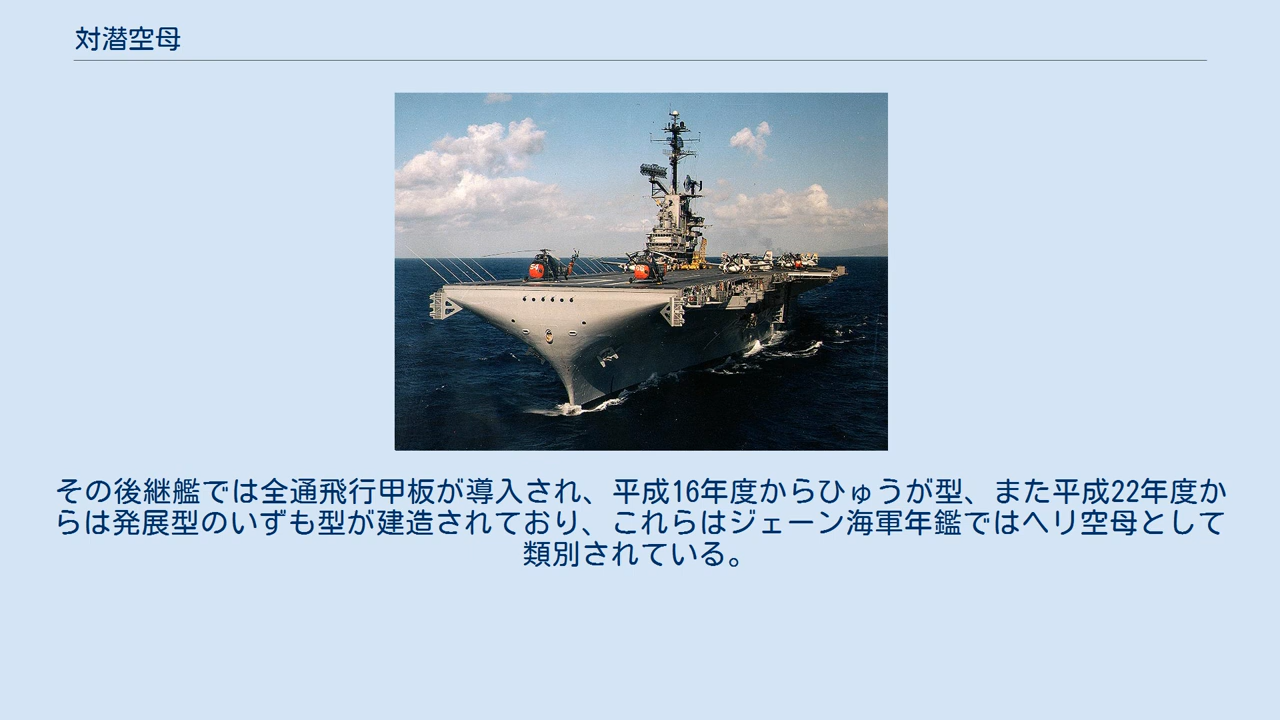 対潜空母
その後継艦では全通飛行甲板が導入され、平成16年度からひゅうが型、また平成22年度か
らは発展型のいずも型が建造されており、これらはジェーン海軍年鑑ではヘリ空母として
類別されている。